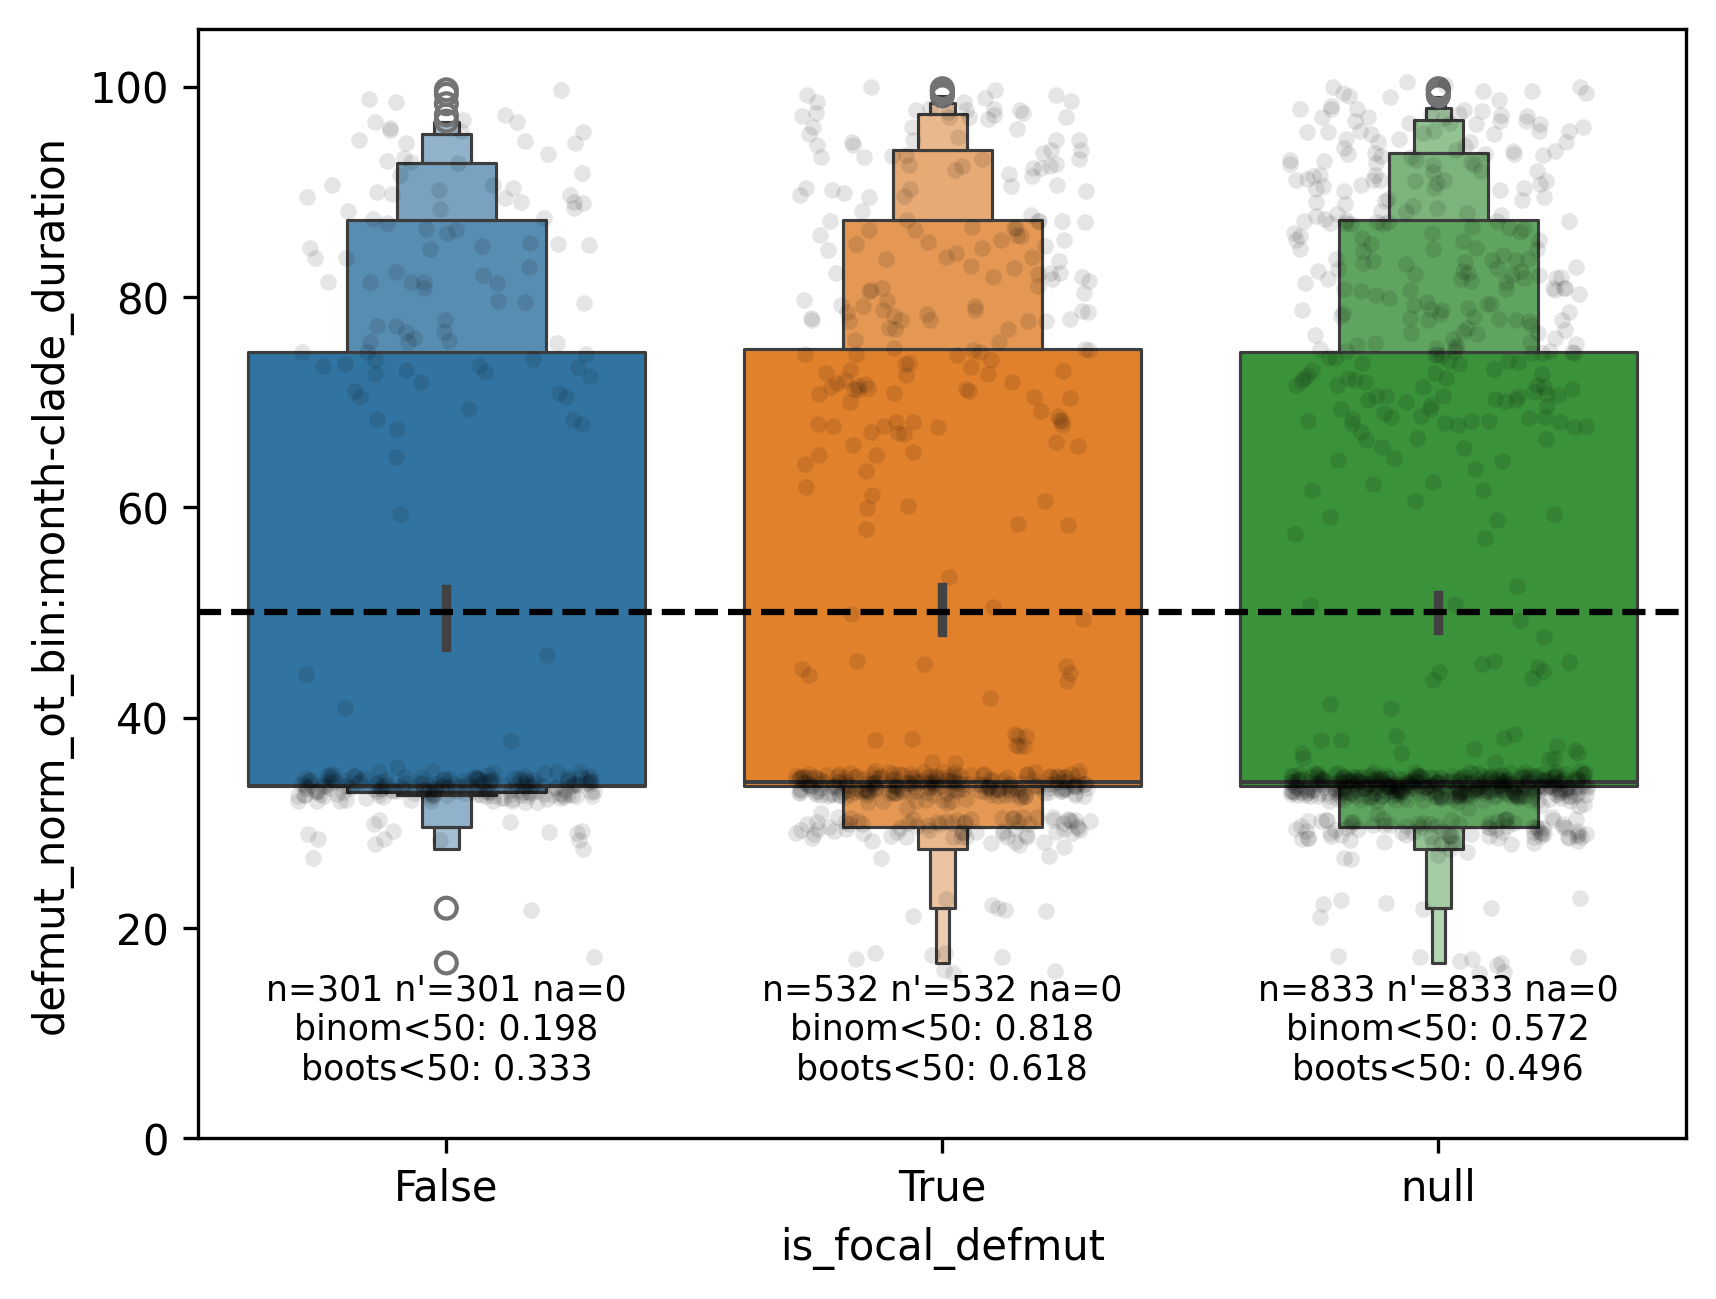 defmut_norm_ot_bin:month-clade_duration
100
80
60
40
20
0
n=301 n'=301 na=0
binom<50: 0.198
boots<50: 0.333
n=532 n'=532 na=0
binom<50: 0.818
boots<50: 0.618
n=833 n'=833 na=0
binom<50: 0.572
boots<50: 0.496
False
True
null
is_focal_defmut